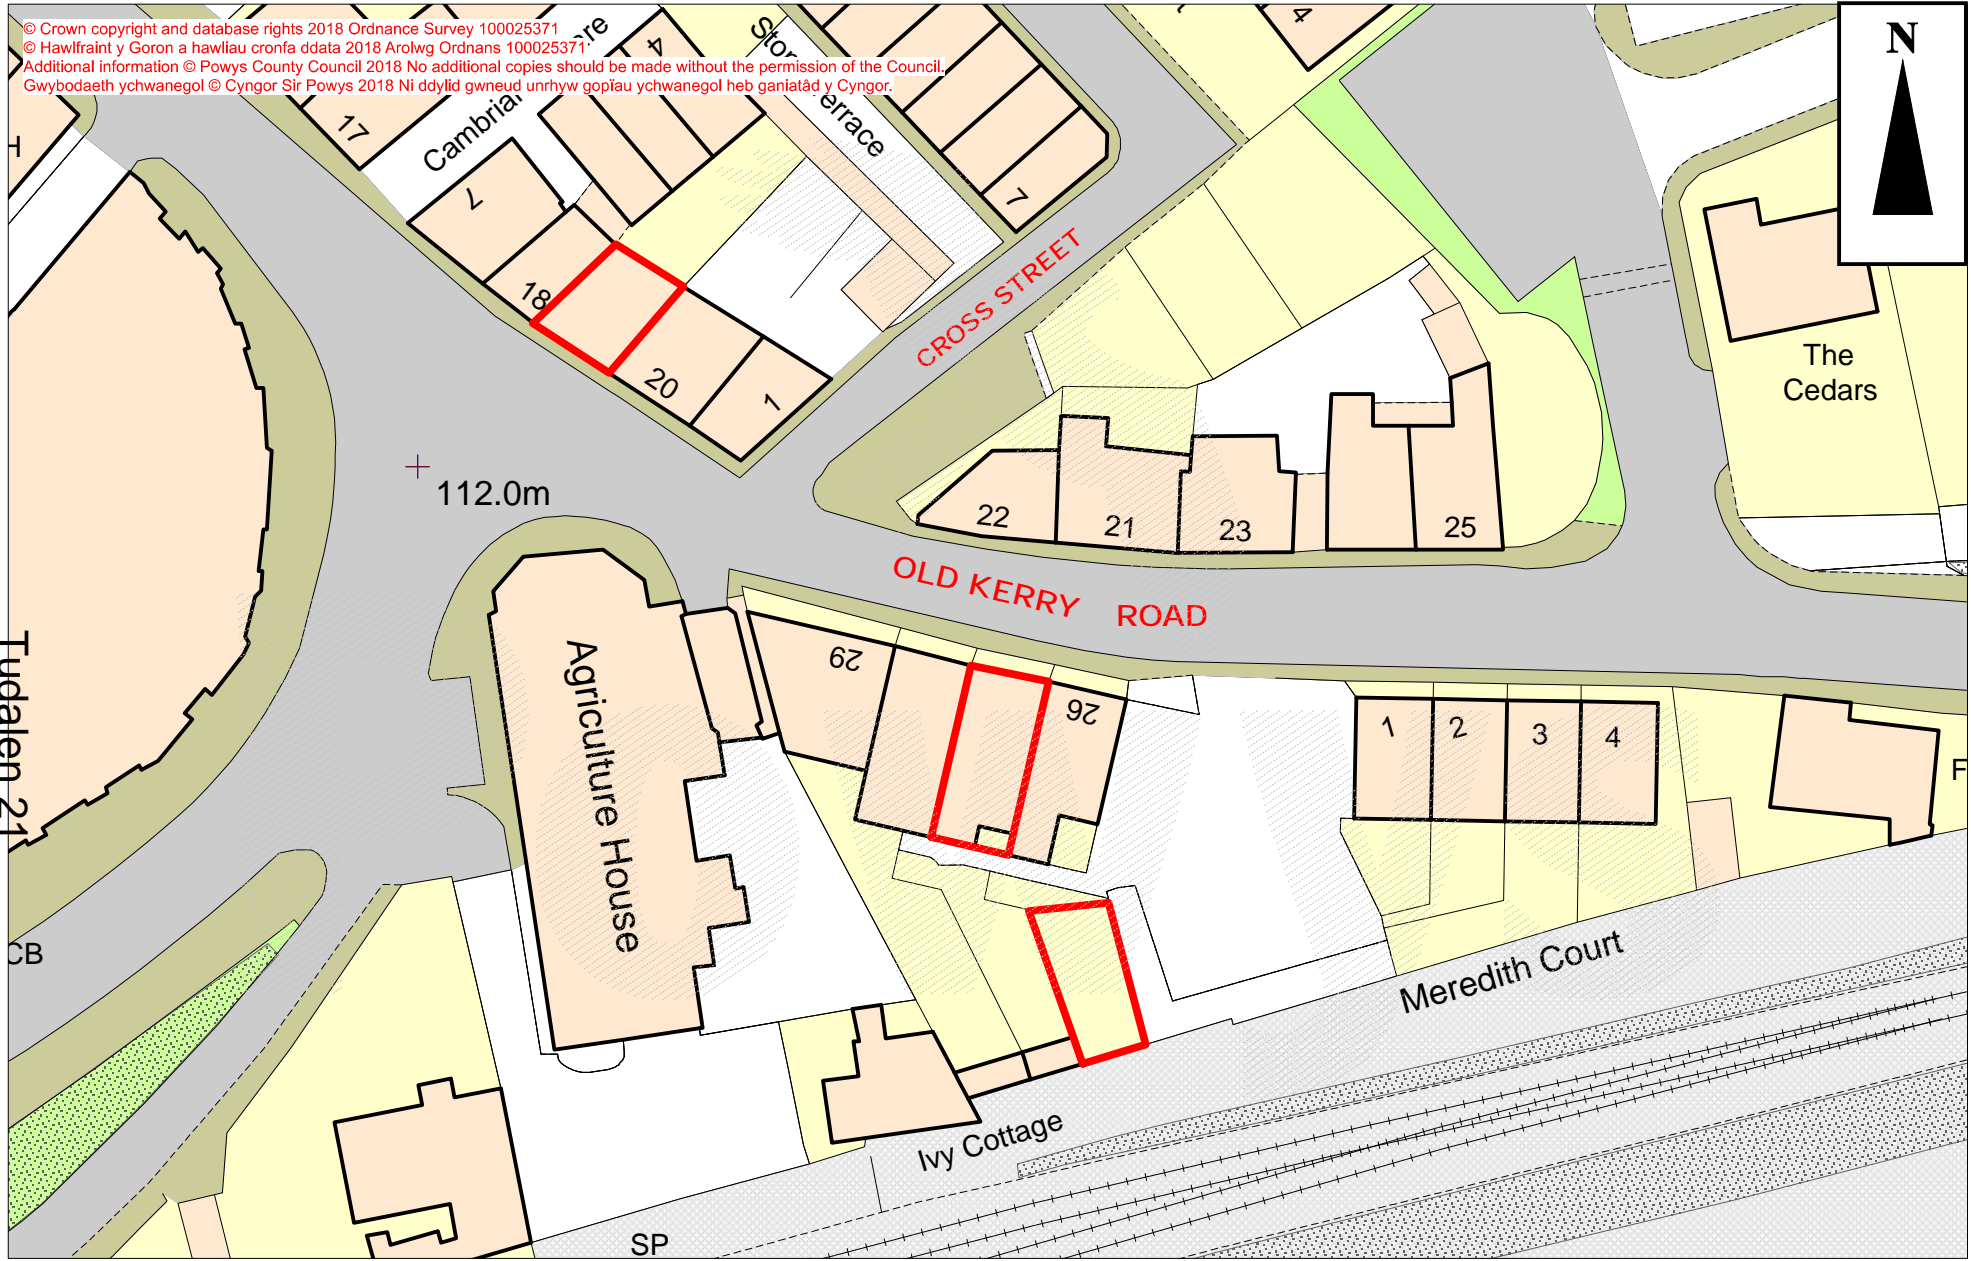 © Crown copyright and database rights 2018 Ordnance Survey 100025371
© Hawlfraint y Goron a hawliau cronfa ddata 2018 Arolwg Ordnans 100025371
Additional information © Powys County Council 2018 No additional copies should be made without the permission of the Council.
Gwybodaeth ychwanegol © Cyngor Sir Powys 2018 Ni ddylid gwneud unrhyw gopïau ychwanegol heb ganiatâd y Cyngor.
N
4
4
17
H
7
7
18
20
1
CROSS STREET
The
Cedars
112.0m
22
21
23
25
OLD KERRY ROAD
29
26
1
2
3
4
F
Agriculture House
Tudalen 21
CB
Meredith Court
Ivy Cottage
SP